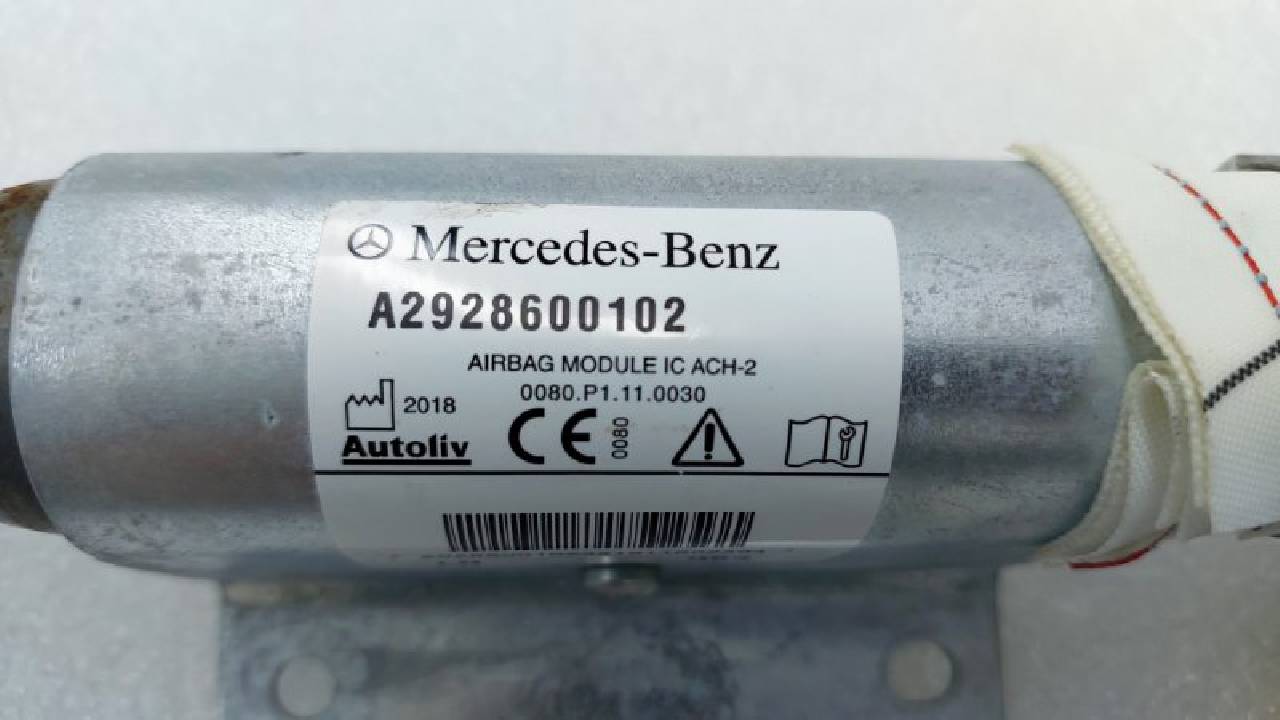 Mercedes-Benz
A2928600102
AIRBAG MODULE IC ACH-2
0080.P1.11.0030
2018
Autoliv
CE 0080